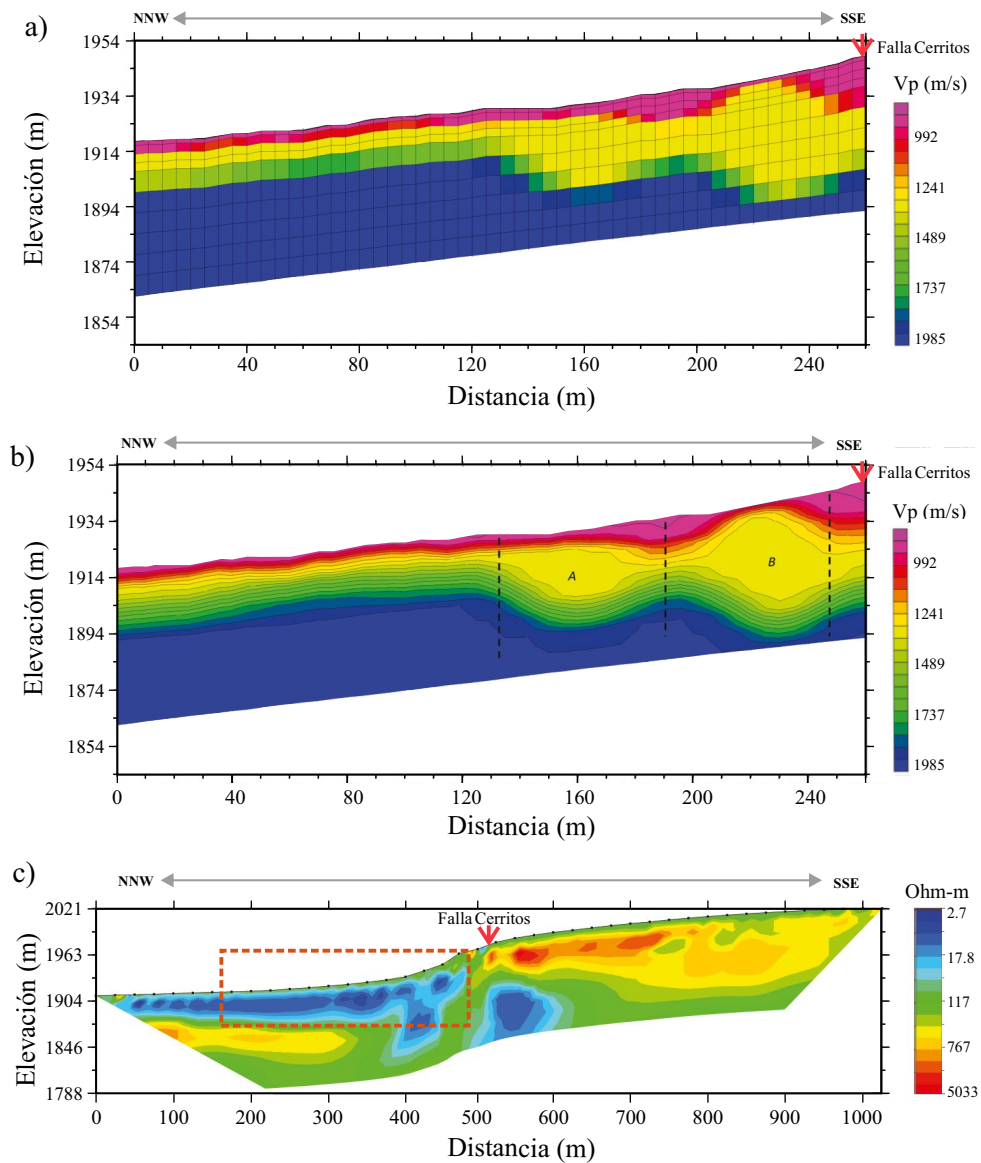 a)
NNW
SSE
Falla Cerritos
Elevación (m)
1954
1934
1914
1894
1874
1854
0 40 80 120 160 200 240
Distancia (m)
Vp (m/s)
992
1241
1489
1737
1985
b)
NNW
SSE
Falla Cerritos
Elevación (m)
1954
1934
1914
1894
1874
1854
A
B
0 40 80 120 160 200 240
Distancia (m)
Vp (m/s)
992
1241
1489
1737
1985
c)
NNW
SSE
Falla Cerritos
Elevación (m)
2021
1963
1904
1846
1788
0 100 200 300 400 500 600 700 800 900 1000
Distancia (m)
Ohm-m
2.7
17.8
117
767
5033